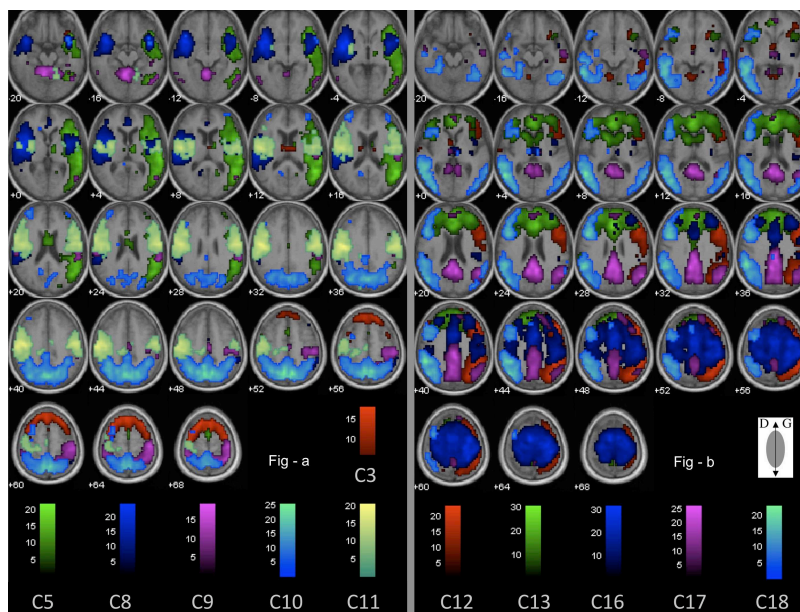 -20 -16 -12 -8 -4
+0 +4 +8 +12 +16
+20 +24 +28 +32 +36
+40 +44 +48 +52 +56
+60 +64 +68
Fig - a
15
10
C3
20
15
10
5
C5
20
15
10
5
C8
15
10
5
C9
25
20
15
10
5
C10
20
15
10
5
C11
-20 -16 -12 -8 -4
+0 +4 +8 +12 +16
+20 +24 +28 +32 +36
+40 +44 +48 +52 +56
+60 +64 +68
Fig - b
D G
20
15
10
5
C12
30
20
10
C13
30
20
10
C16
25
20
15
10
5
C17
20
15
10
5
C18